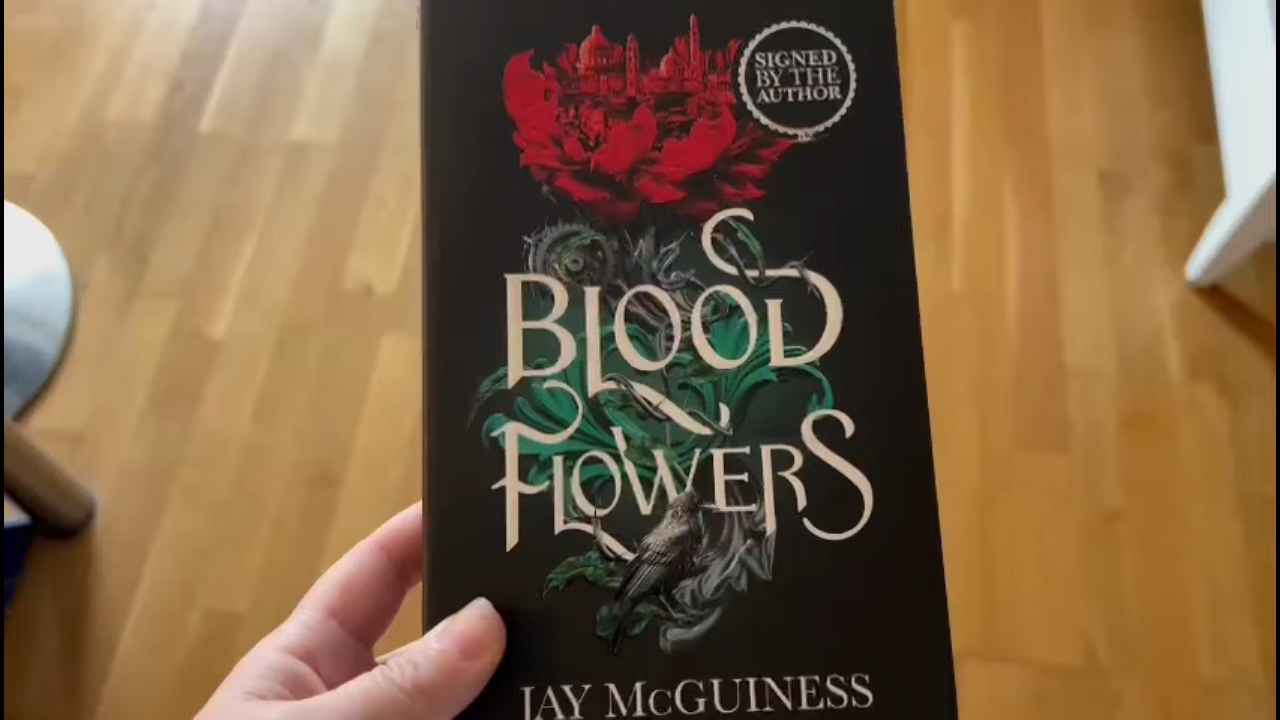 SIGNED
BY THE
AUTHOR
BLOOD
FLOWERS
JAY McGUINESS